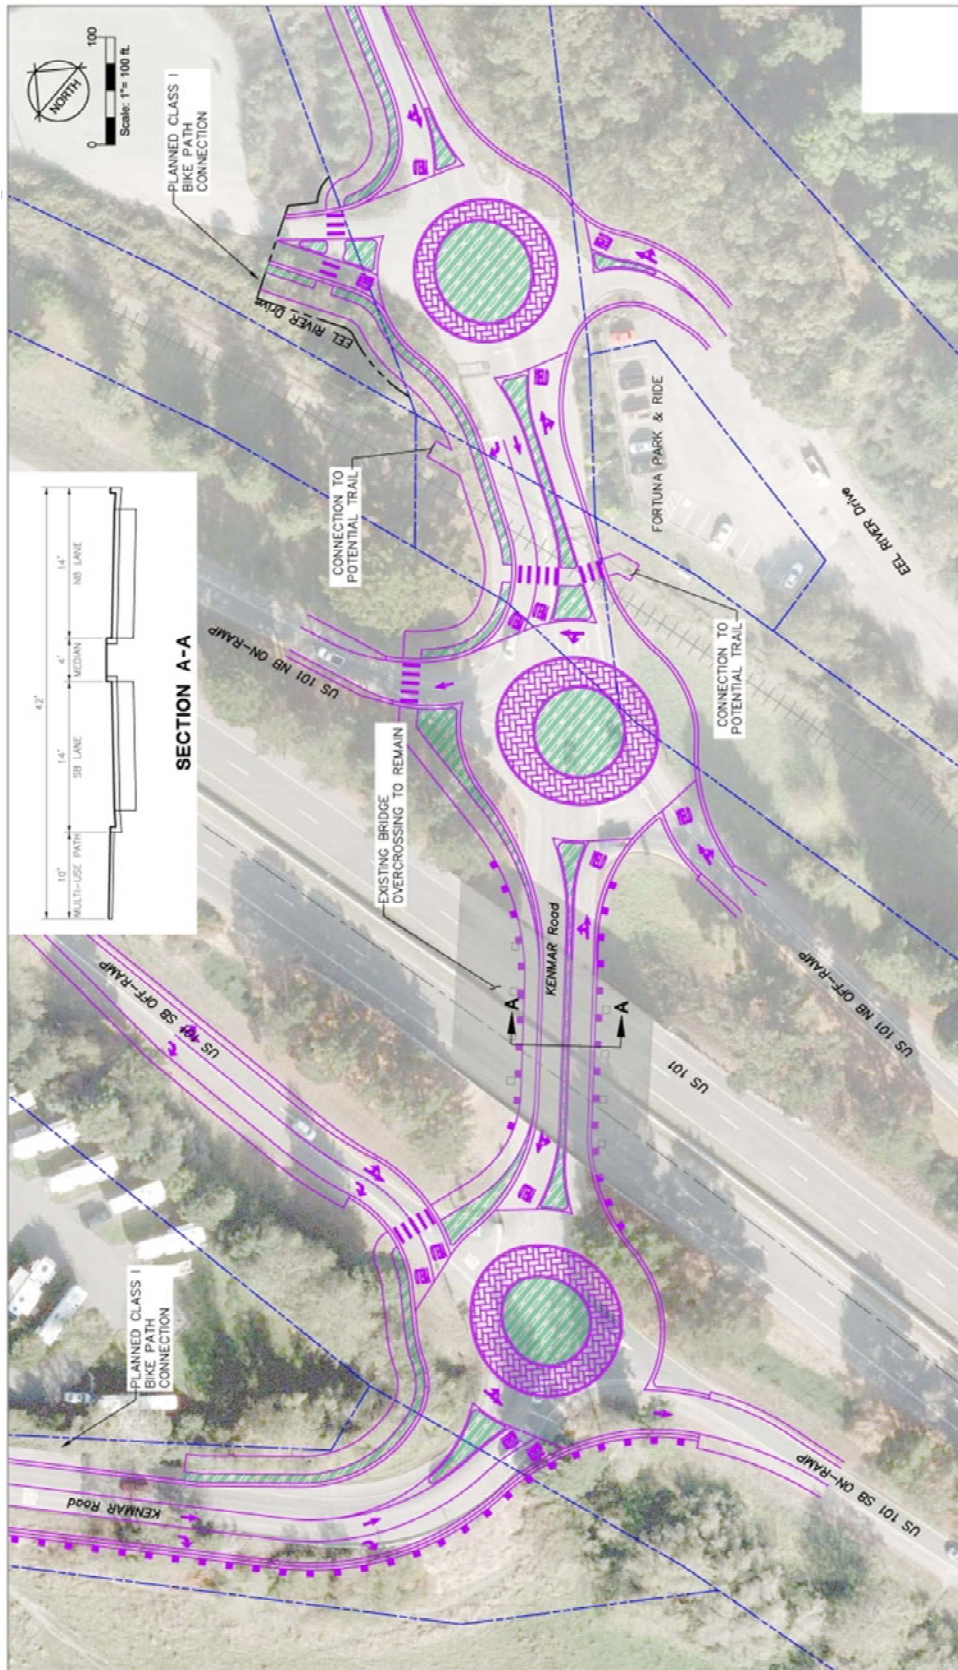 NORTH
0
100
Scale: 1"= 100 ft.
PLANNED CLASS I
BIKE PATH
CONNECTION
EEL RIVER Drive
CONNECTION TO
POTENTIAL TRAIL
FORTUNA PARK & RIDE
EEL RIVER Drive
42'
10'
14'
4'
14'
MULTI-USE PATH
SB LANE
MEDIAN
NB LANE
SECTION A-A
US 101 NB ON-RAMP
CONNECTION TO
POTENTIAL TRAIL
EXISTING BRIDGE
OVERCROSSING TO REMAIN
KENMAR Road
A
A
US 101
US 101 NB OFF-RAMP
US 101 SB OFF-RAMP
PLANNED CLASS I
BIKE PATH
CONNECTION
KENMAR Road
US 101 SB ON-RAMP